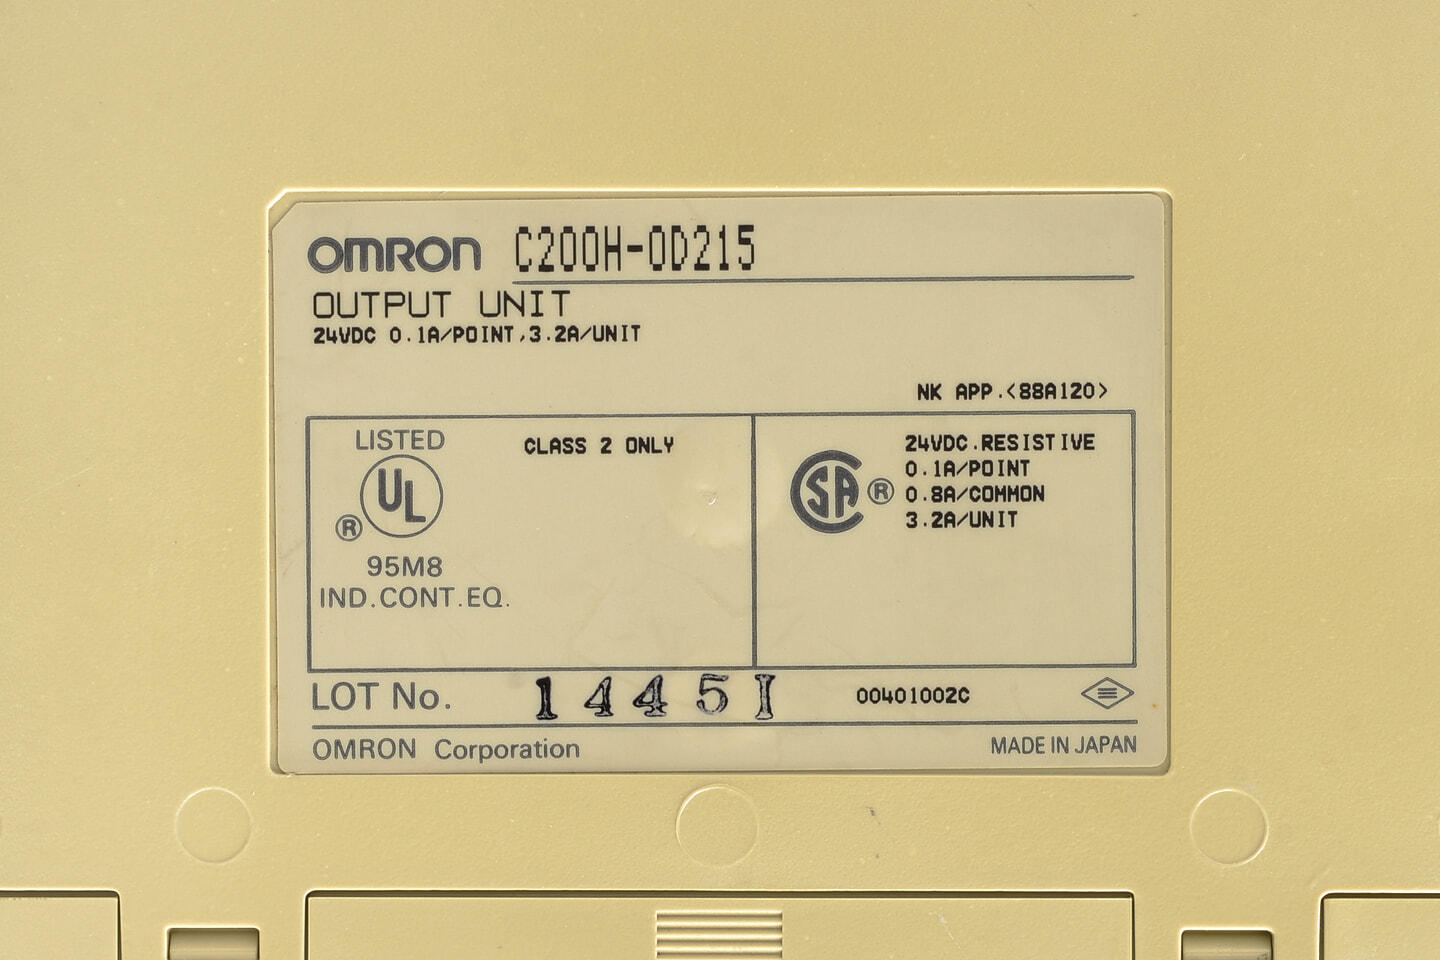 OMRON C200H-OD215
OUTPUT UNIT
24VDC 0.1A/POINT,3.2A/UNIT
NK APP.<88A120>
LISTED
UL
®
95M8
IND.CONT.EQ.
CLASS 2 ONLY
CSA ®
24VDC.RESISTIVE
0.1A/POINT
0.8A/COMMON
3.2A/UNIT
LOT No. 1445I 00401002C
OMRON Corporation MADE IN JAPAN